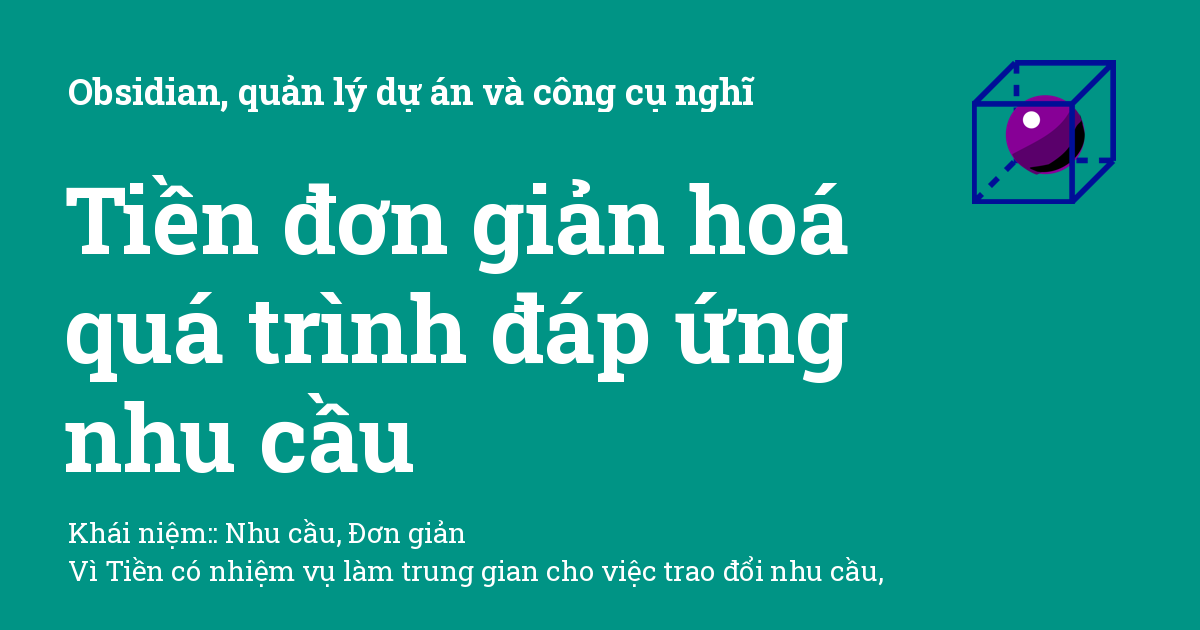 Obsidian, quản lý dự án và công cụ nghĩ
Tiền đơn giản hoá
quá trình đáp ứng
nhu cầu
Khái niệm:: Nhu cầu, Đơn giản
Vì Tiền có nhiệm vụ làm trung gian cho việc trao đổi nhu cầu,